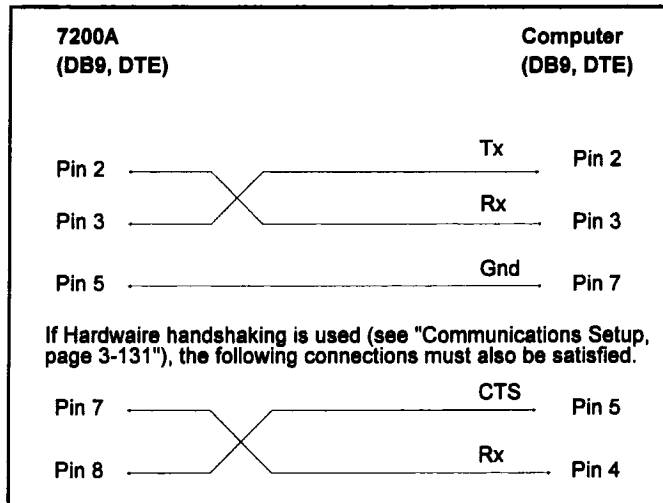 7200A Computer
(DB9, DTE) (DB9, DTE)
Tx
Pin 2 Pin 2
Rx
Pin 3 Pin 3
Gnd
Pin 5 Pin 7
If Hardwaire handshaking is used (see "Communications Setup,
page 3-131"), the following connections must also be satisfied.
CTS
Pin 7 Pin 5
Rx
Pin 8 Pin 4